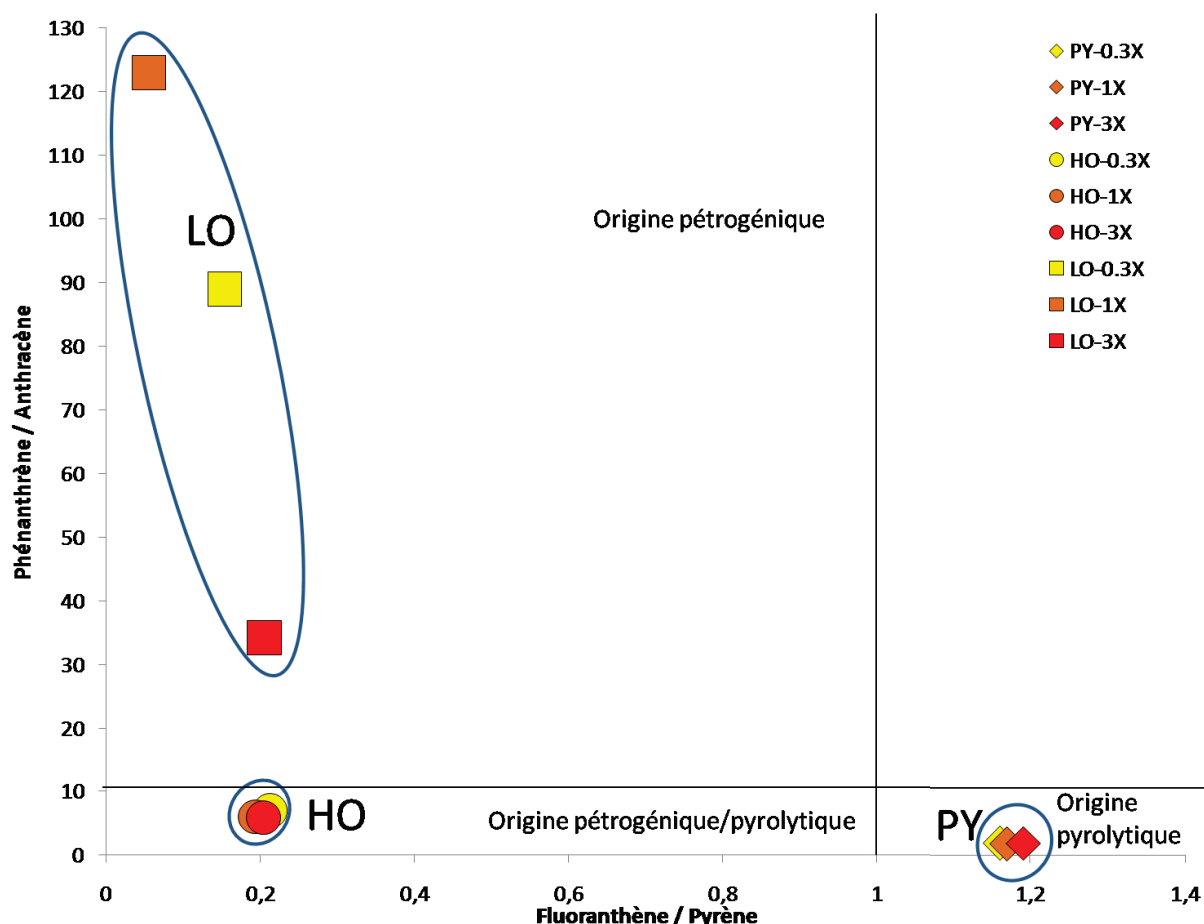 130
120
110
100
90
80
70
60
50
40
30
20
10
0
Phénanthrène / Anthracène
0
0,2
0,4
0,6
0,8
1
1,2
1,4
Fluoranthène / Pyrène
LO
Origine pétrogénique
PY-0.3X
PY-1X
PY-3X
HO-0.3X
HO-1X
HO-3X
LO-0.3X
LO-1X
LO-3X
HO
Origine pétrogénique/pyrolytique
PY
Origine
pyrolytique